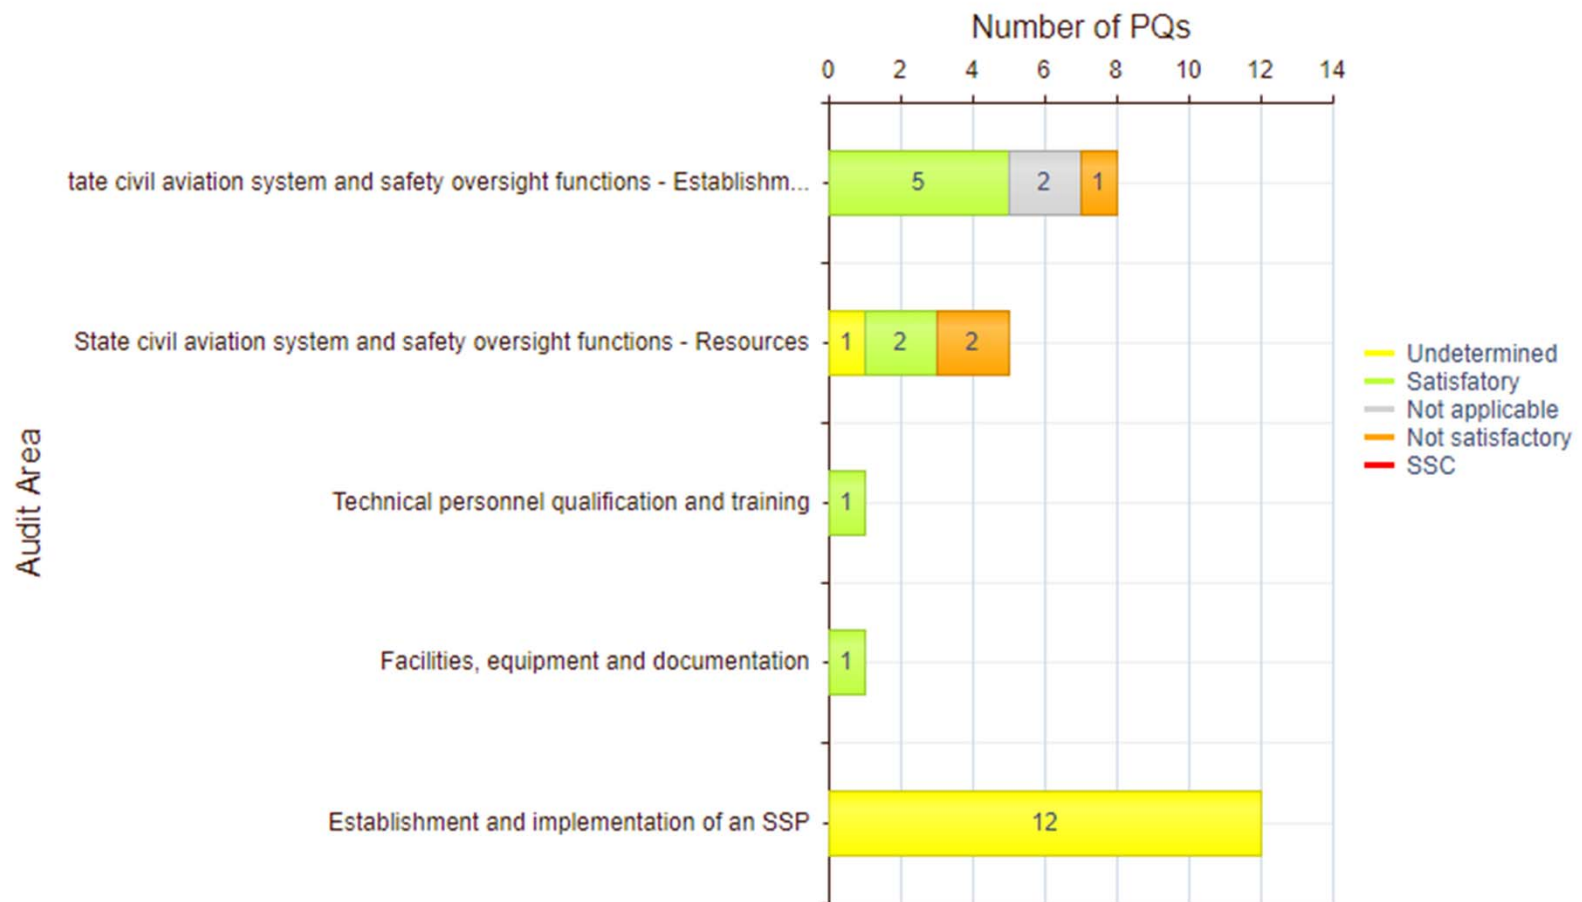 Number of PQs
0 2 4 6 8 10 12 14
tate civil aviation system and safety oversight functions - Establishm...
5 2 1
State civil aviation system and safety oversight functions - Resources
1 2 2
Undetermined
Satisfatory
Not applicable
Not satisfactory
SSC
Audit Area
Technical personnel qualification and training
1
Facilities, equipment and documentation
1
Establishment and implementation of an SSP
12